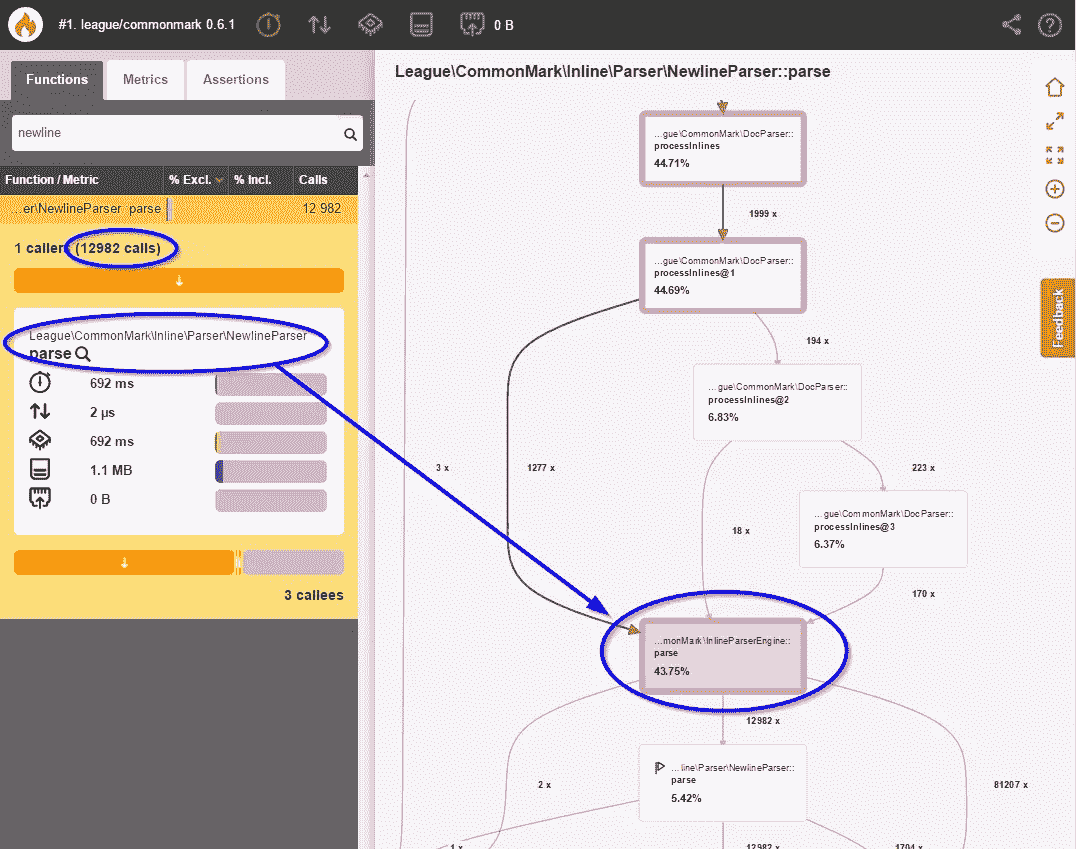 #1. league/commonmark 0.6.1
0 B
Functions
Metrics
Assertions
newline
Function / Metric
% Excl.
% Incl.
Calls
...er\NewlineParser::parse
12 982
1 caller (12982 calls)
League\CommonMark\Inline\Parser\NewlineParser
parse
692 ms
2 µs
692 ms
1.1 MB
0 B
3 callees
League\CommonMark\Inline\Parser\NewlineParser::parse
...gue\CommonMark\DocParser::
processInlines
44.71%
1999 x
...gue\CommonMark\DocParser::
processInlines@1
44.69%
194 x
...gue\CommonMark\DocParser::
processInlines@2
6.83%
3 x
1277 x
223 x
...gue\CommonMark\DocParser::
processInlines@3
6.37%
18 x
170 x
...monMark\InlineParserEngine::
parse
43.75%
12982 x
...line\Parser\NewlineParser::
parse
5.42%
2 x
81207 x
1 x
12982 x
1704 x
Feedback